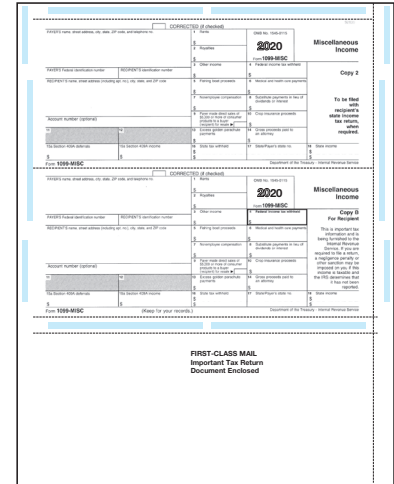 CORRECTED (if checked)
PAYER'S name, street address, city, state, ZIP code, and telephone no.
1 Rents
$
2 Royalties
$
OMB No. 1545-0115
2020
Form 1099-MISC
Miscellaneous
Income
3 Other income
$
4 Federal income tax withheld
$
Copy 2
PAYER'S Federal identification number
RECIPIENT'S identification number
RECIPIENT'S name, street address (including apt. no.), city, state, and ZIP code
5 Fishing boat proceeds
$
6 Medical and health care payments
$
7 Nonemployee compensation
$
8 Substitute payments in lieu of
dividends or interest
$
To be filed
with
recipient's
state income
tax return,
when
required.
Account number (optional)
9 Payer made direct sales of
$5,000 or more of consumer
products to a buyer
(recipient) for resale ▶
10 Crop insurance proceeds
$
11
12
13 Excess golden parachute
payments
$
14 Gross proceeds paid to
an attorney
$
15a Section 409A deferrals
$
15b Section 409A income
$
16 State tax withheld
$
$
17 State/Payer's state no.
18 State income
$
$
Form 1099-MISC
Department of the Treasury - Internal Revenue Service
CORRECTED (if checked)
PAYER'S name, street address, city, state, ZIP code, and telephone no.
1 Rents
$
2 Royalties
$
OMB No. 1545-0115
2020
Form 1099-MISC
Miscellaneous
Income
3 Other income
$
4 Federal income tax withheld
$
Copy B
For Recipient
PAYER'S Federal identification number
RECIPIENT'S identification number
RECIPIENT'S name, street address (including apt. no.), city, state, and ZIP code
5 Fishing boat proceeds
$
6 Medical and health care payments
$
7 Nonemployee compensation
$
8 Substitute payments in lieu of
dividends or interest
$
This is important tax
information and is
being furnished to the
Internal Revenue
Service. If you are
required to file a return,
a negligence penalty or
other sanction may be
imposed on you if this
income is taxable and
the IRS determines that
it has not been
reported.
Account number (optional)
9 Payer made direct sales of
$5,000 or more of consumer
products to a buyer
(recipient) for resale ▶
10 Crop insurance proceeds
$
11
12
13 Excess golden parachute
payments
$
14 Gross proceeds paid to
an attorney
$
15a Section 409A deferrals
$
15b Section 409A income
$
16 State tax withheld
$
$
17 State/Payer's state no.
18 State income
$
$
Form 1099-MISC
(Keep for your records.)
Department of the Treasury - Internal Revenue Service
FIRST-CLASS MAIL
Important Tax Return
Document Enclosed